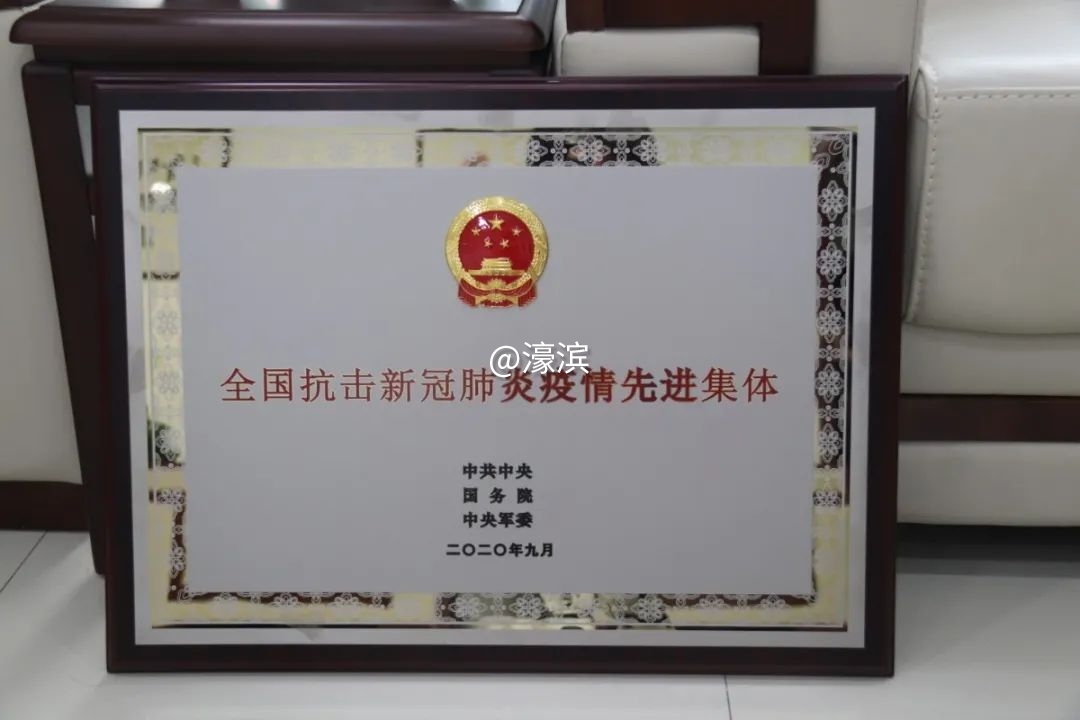 @濠滨
全国抗击新冠肺炎疫情先进集体
中共中央
国务院
中央军委
二〇二〇年九月